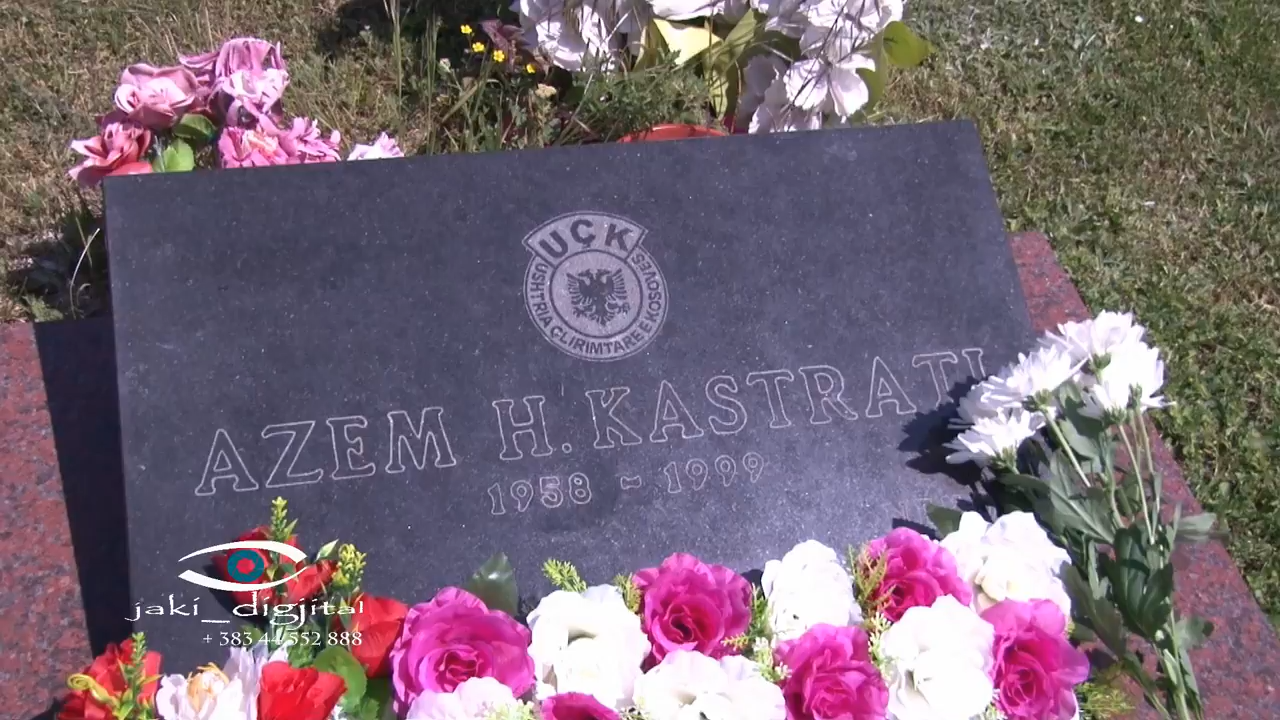 UÇK
USHTRIA ÇLIRIMTARE E KOSOVËS
AZEM H. KASTRATI
1958 ~ 1999
jaki_digjital
+ 383 44 552 888